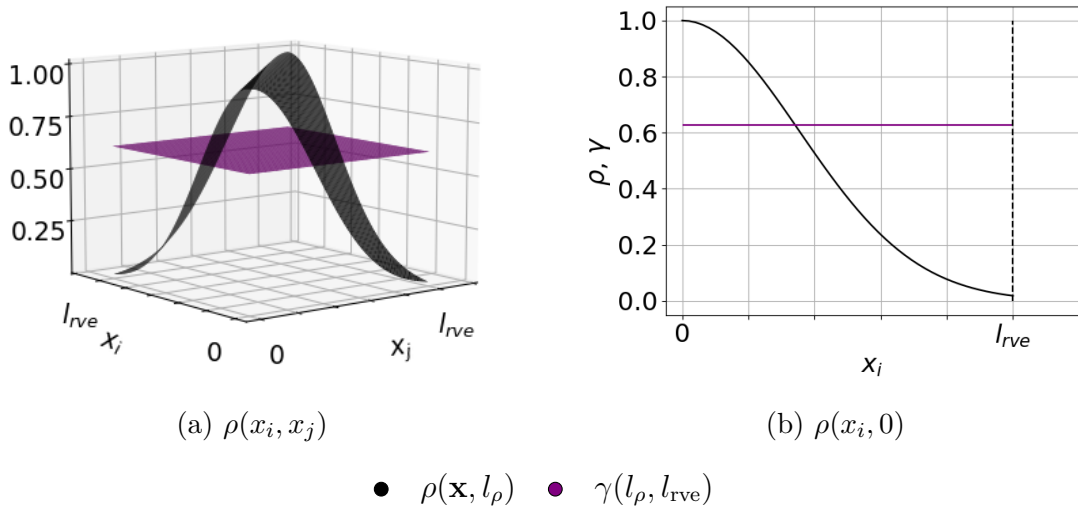 1.00
0.75
0.50
0.25
l_rve
x_i
0
0
x_j
l_rve
(a) ρ(x_i, x_j)
1.0
0.8
0.6
0.4
0.2
0.0
ρ, γ
0
l_rve
x_i
(b) ρ(x_i, 0)
ρ(𝐱, l_ρ)
γ(l_ρ, l_rve)